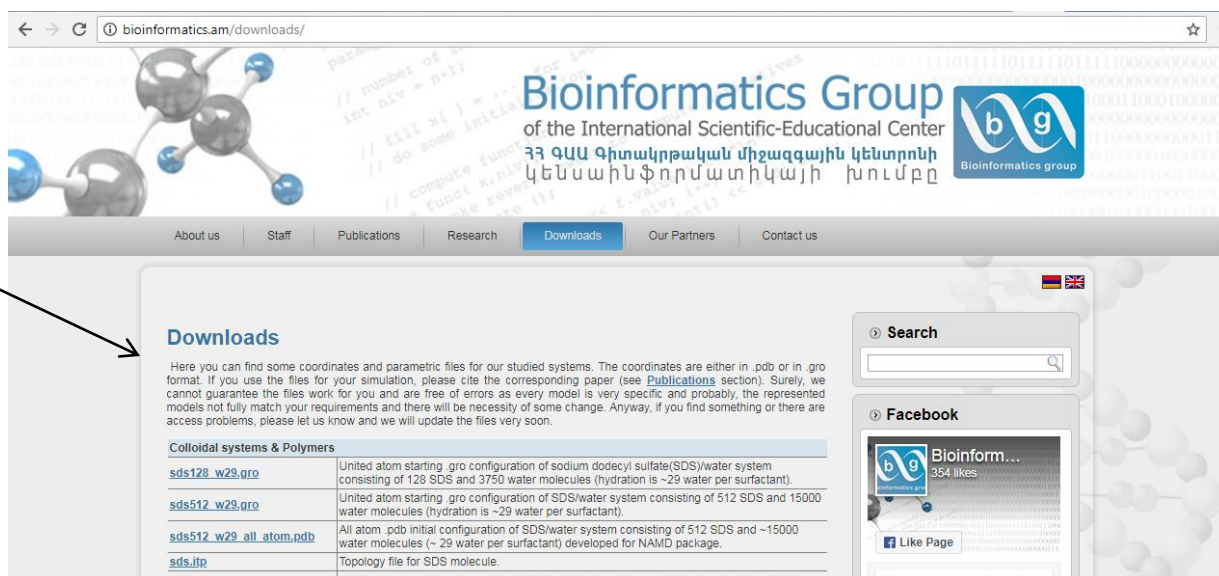 bioinformatics.am/downloads/
Bioinformatics Group
of the International Scientific-Educational Center
ՀՀ ԳԱԱ Գիտակրթական միջազգային կենտրոնի
կենսաինֆորմատիկայի խումբը
b g
Bioinformatics group
About us
Staff
Publications
Research
Downloads
Our Partners
Contact us
Downloads
Here you can find some coordinates and parametric files for our studied systems. The coordinates are either in .pdb or in .gro
format. If you use the files for your simulation, please cite the corresponding paper (see Publications section). Surely, we
cannot guarantee the files work for you and are free of errors as every model is very specific and probably, the represented
models not fully match your requirements and there will be necessity of some change. Anyway, if you find something or there are
access problems, please let us know and we will update the files very soon.
Colloidal systems & Polymers
sds128_w29.gro
United atom starting .gro configuration of sodium dodecyl sulfate(SDS)/water system
consisting of 128 SDS and 3750 water molecules (hydration is ~29 water per surfactant).
sds512_w29.gro
United atom starting .gro configuration of SDS/water system consisting of 512 SDS and 15000
water molecules (hydration is ~29 water per surfactant).
sds512_w29_all_atom.pdb
All atom .pdb initial configuration of SDS/water system consisting of 512 SDS and ~15000
water molecules (~ 29 water per surfactant) developed for NAMD package.
sds.itp
Topology file for SDS molecule.
Search
Facebook
Bioinform...
354 likes
Like Page